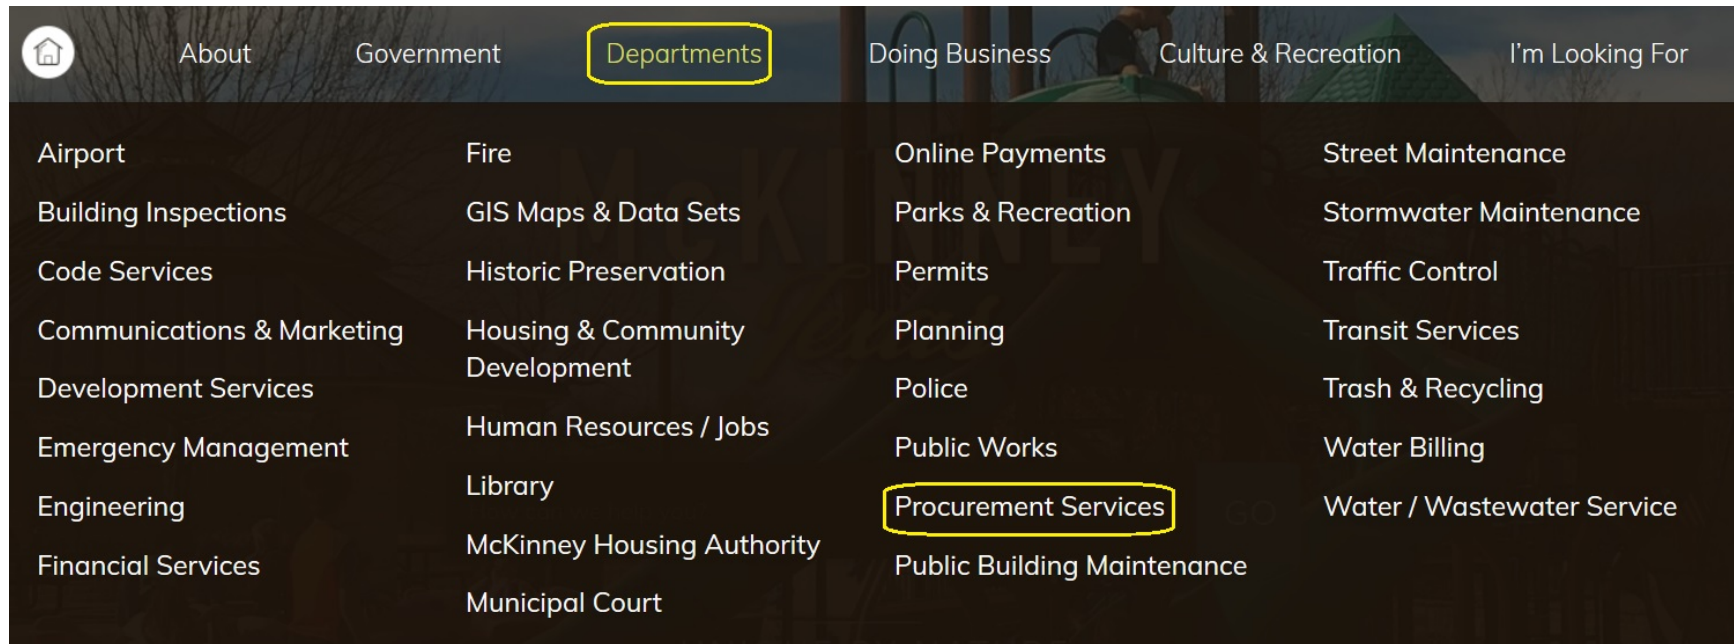 About Government Departments Doing Business Culture & Recreation I'm Looking For
Airport
Building Inspections
Code Services
Communications & Marketing
Development Services
Emergency Management
Engineering
Financial Services
Fire
GIS Maps & Data Sets
Historic Preservation
Housing & Community
Development
Human Resources / Jobs
Library
McKinney Housing Authority
Municipal Court
Online Payments
Parks & Recreation
Permits
Planning
Police
Public Works
Procurement Services
Public Building Maintenance
Street Maintenance
Stormwater Maintenance
Traffic Control
Transit Services
Trash & Recycling
Water Billing
Water / Wastewater Service
McKINNEY
Texas
GO